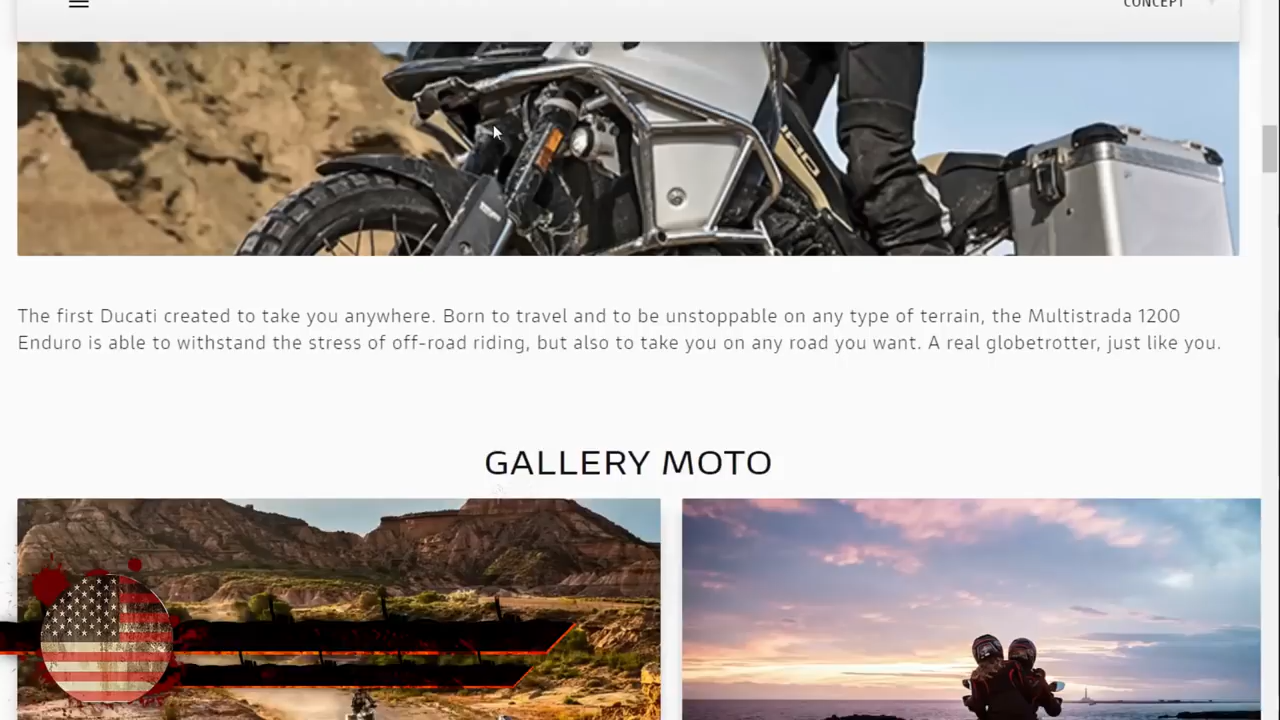 CONCEPT
The first Ducati created to take you anywhere. Born to travel and to be unstoppable on any type of terrain, the Multistrada 1200
Enduro is able to withstand the stress of off-road riding, but also to take you on any road you want. A real globetrotter, just like you.
GALLERY MOTO